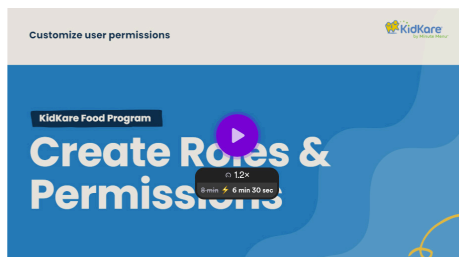 Customize user permissions
KidKare
by Minute Menu
KidKare Food Program
Create Roles &
Permissions
1.2×
8 min ⚡ 6 min 30 sec